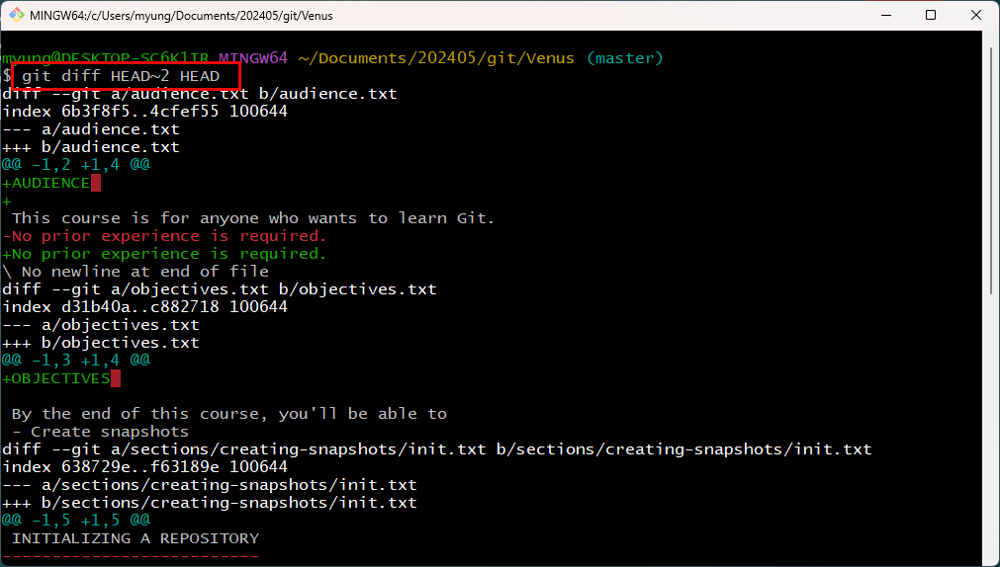 MINGW64:/c/Users/myung/Documents/202405/git/Venus
myung@DESKTOP-SC6K1IR MINGW64 ~/Documents/202405/git/Venus (master)
$ git diff HEAD~2 HEAD
diff --git a/audience.txt b/audience.txt
index 6b3f8f5..4cfef55 100644
--- a/audience.txt
+++ b/audience.txt
@@ -1,2 +1,4 @@
+AUDIENCE
+
 This course is for anyone who wants to learn Git.
-No prior experience is required.
+No prior experience is required.
\ No newline at end of file
diff --git a/objectives.txt b/objectives.txt
index d31b40a..c882718 100644
--- a/objectives.txt
+++ b/objectives.txt
@@ -1,3 +1,4 @@
+OBJECTIVES
 By the end of this course, you'll be able to
 - Create snapshots
diff --git a/sections/creating-snapshots/init.txt b/sections/creating-snapshots/init.txt
index 638729e..f63189e 100644
--- a/sections/creating-snapshots/init.txt
+++ b/sections/creating-snapshots/init.txt
@@ -1,5 +1,5 @@
 INITIALIZING A REPOSITORY
--------------------------